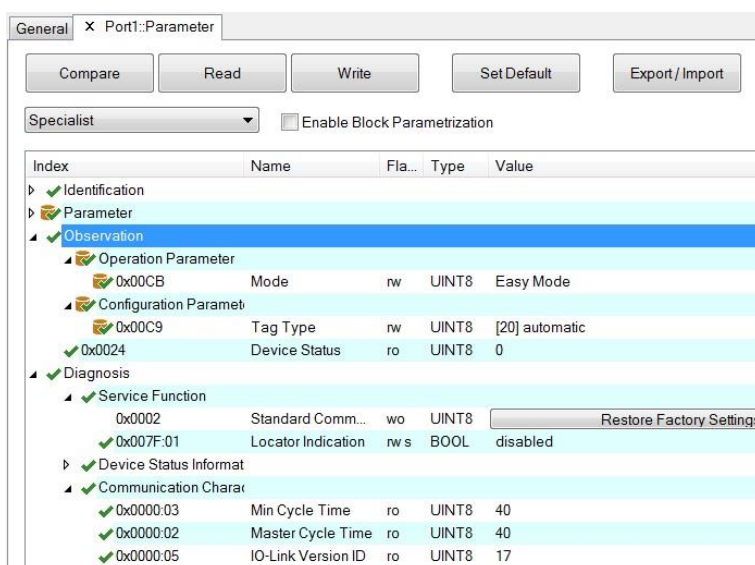 General X Port1::Parameter
Compare Read Write Set Default Export / Import
Specialist Enable Block Parametrization
Index Name Fla... Type Value
Identification
Parameter
Observation
Operation Parameter
0x00CB Mode rw UINT8 Easy Mode
Configuration Paramet
0x00C9 Tag Type rw UINT8 [20] automatic
0x0024 Device Status ro UINT8 0
Diagnosis
Service Function
0x0002 Standard Comm... wo UINT8 Restore Factory Settings
0x007F:01 Locator Indication rw s BOOL disabled
Device Status Informat
Communication Charac
0x0000:03 Min Cycle Time ro UINT8 40
0x0000:02 Master Cycle Time ro UINT8 40
0x0000:05 IO-Link Version ID ro UINT8 17